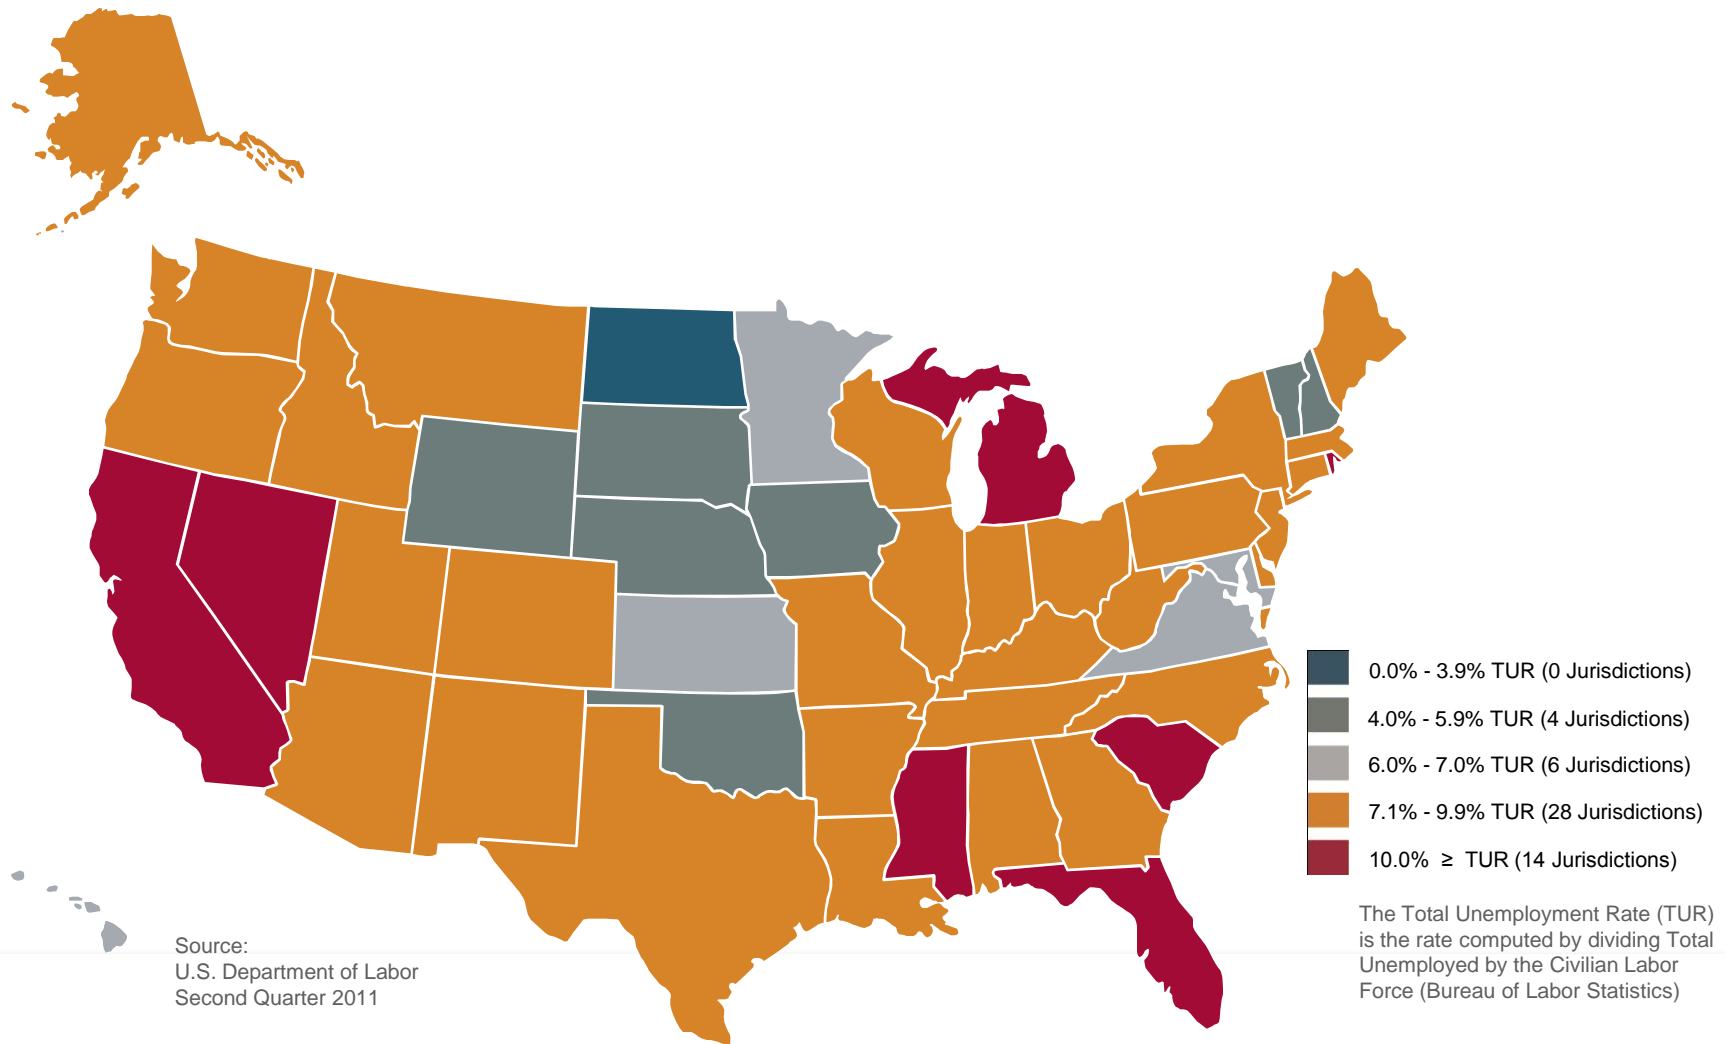 0.0% - 3.9% TUR (0 Jurisdictions)
4.0% - 5.9% TUR (4 Jurisdictions)
6.0% - 7.0% TUR (6 Jurisdictions)
7.1% - 9.9% TUR (28 Jurisdictions)
10.0% ≥ TUR (14 Jurisdictions)
The Total Unemployment Rate (TUR)
is the rate computed by dividing Total
Unemployed by the Civilian Labor
Force (Bureau of Labor Statistics)
Source:
U.S. Department of Labor
Second Quarter 2011